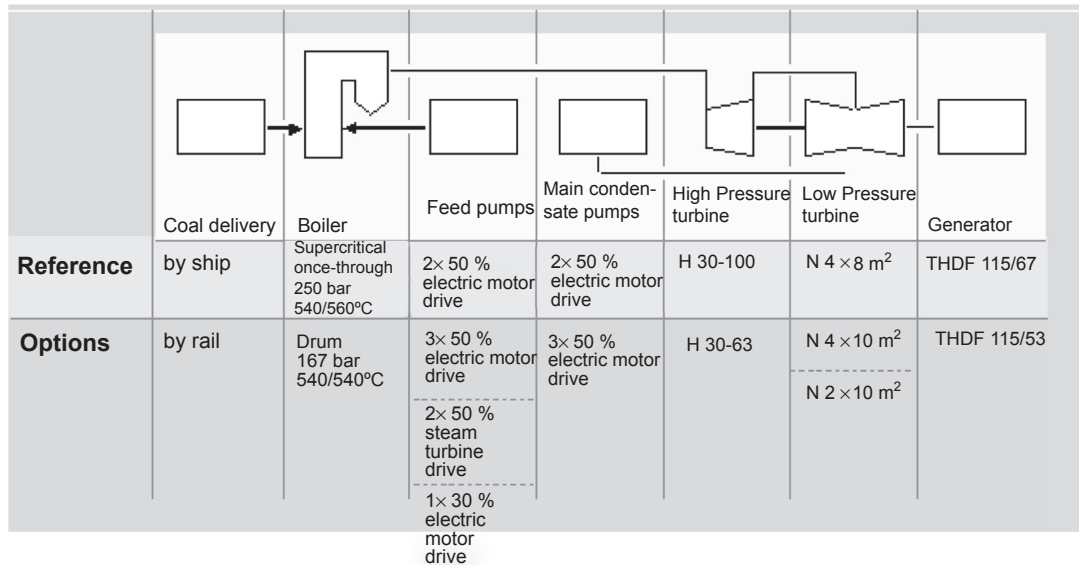 Coal delivery
Boiler
Feed pumps
Main conden-
sate pumps
High Pressure
turbine
Low Pressure
turbine
Generator
Reference
by ship
Supercritical
once-through
250 bar
540/560ºC
2× 50 %
electric motor
drive
2× 50 %
electric motor
drive
H 30-100
N 4 ×8 m²
THDF 115/67
Options
by rail
Drum
167 bar
540/540ºC
3× 50 %
electric motor
drive
2× 50 %
steam
turbine
drive
1× 30 %
electric
motor
drive
3× 50 %
electric motor
drive
H 30-63
N 4 ×10 m²
N 2 ×10 m²
THDF 115/53